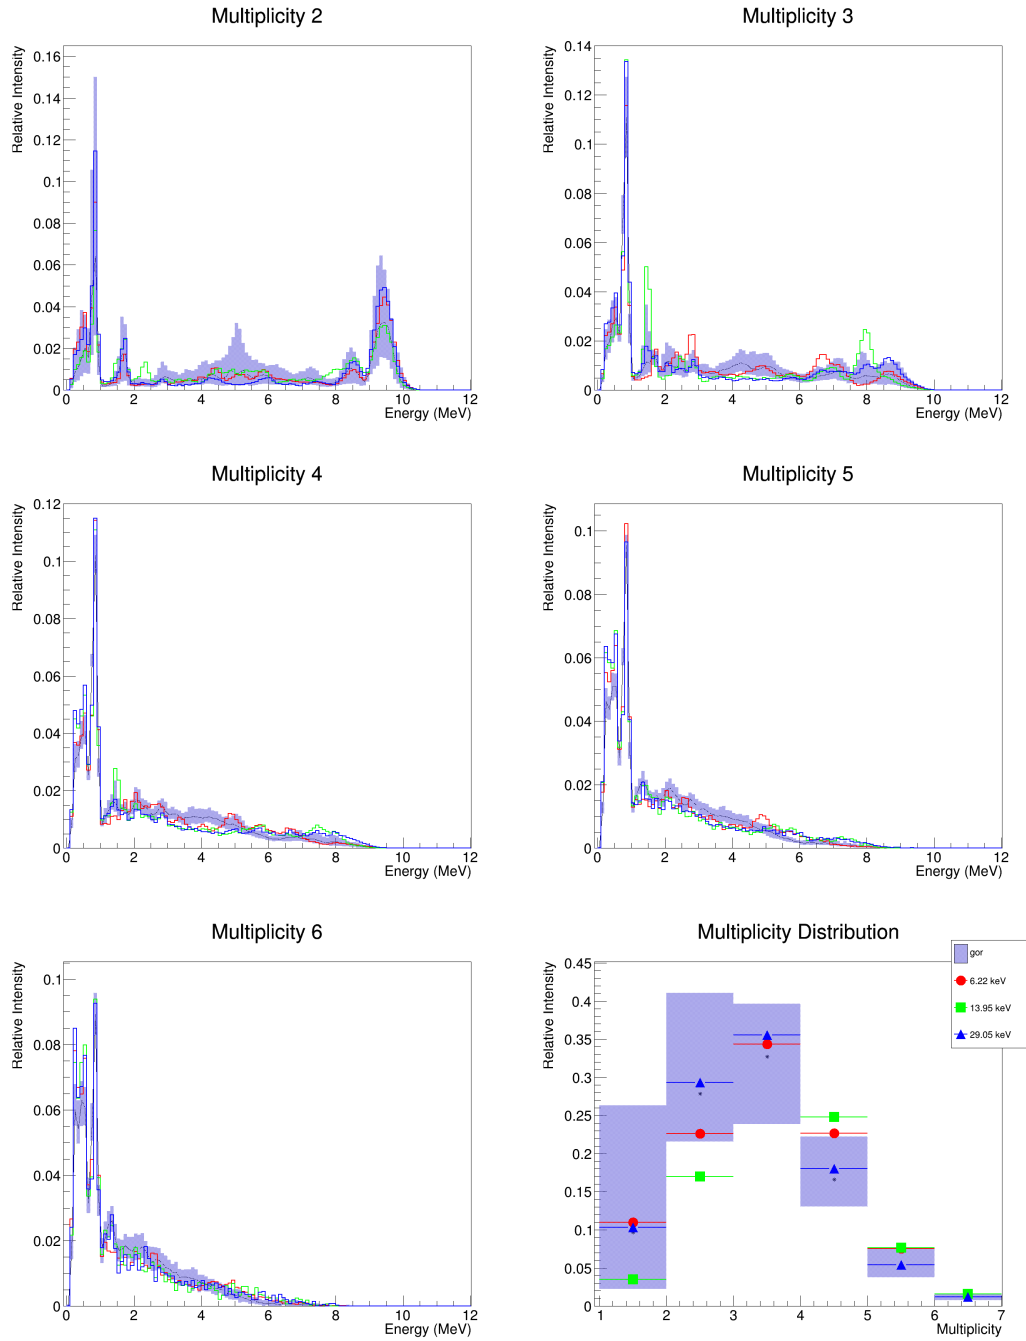 Multiplicity 2
Relative Intensity
0.16
0.14
0.12
0.1
0.08
0.06
0.04
0.02
0
0 2 4 6 8 10 12
Energy (MeV)
Multiplicity 3
Relative Intensity
0.14
0.12
0.1
0.08
0.06
0.04
0.02
0
0 2 4 6 8 10 12
Energy (MeV)
Multiplicity 4
Relative Intensity
0.12
0.1
0.08
0.06
0.04
0.02
0
0 2 4 6 8 10 12
Energy (MeV)
Multiplicity 5
Relative Intensity
0.1
0.08
0.06
0.04
0.02
0
0 2 4 6 8 10 12
Energy (MeV)
Multiplicity 6
Relative Intensity
0.1
0.08
0.06
0.04
0.02
0
0 2 4 6 8 10 12
Energy (MeV)
Multiplicity Distribution
Relative Intensity
0.45
0.4
0.35
0.3
0.25
0.2
0.15
0.1
0.05
0
1 2 3 4 5 6 7
Multiplicity
gor
6.22 keV
13.95 keV
29.05 keV